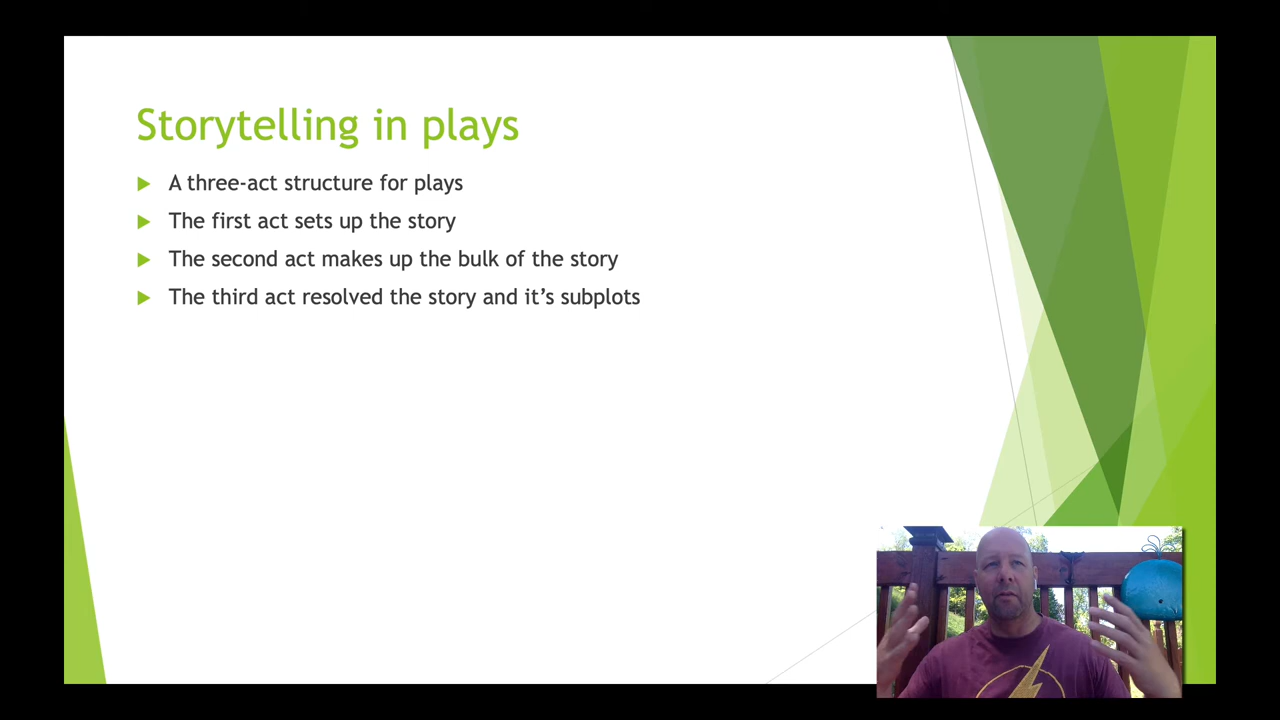 Storytelling in plays
A three-act structure for plays
The first act sets up the story
The second act makes up the bulk of the story
The third act resolved the story and it’s subplots